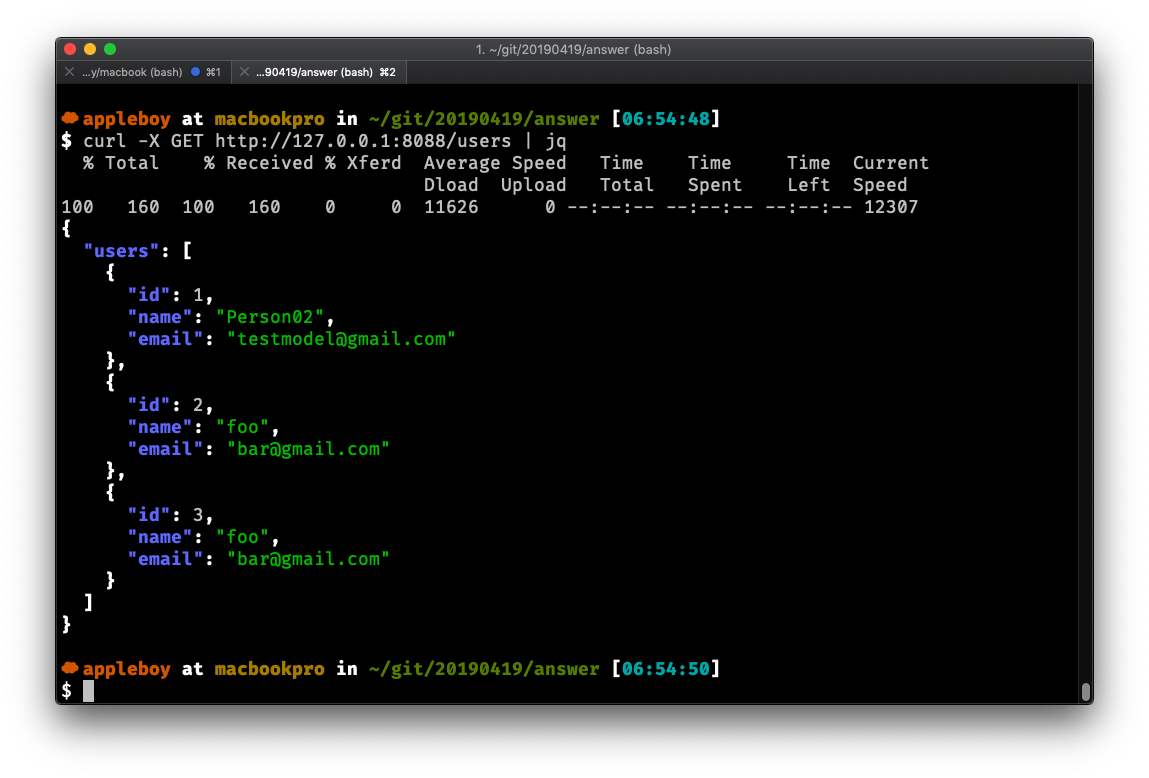 1. ~/git/20190419/answer (bash)
...y/macbook (bash) ⌘1 ...90419/answer (bash) ⌘2
appleboy at macbookpro in ~/git/20190419/answer [06:54:48]
$ curl -X GET http://127.0.0.1:8088/users | jq
  % Total    % Received % Xferd  Average Speed   Time    Time     Time  Current
                                 Dload  Upload   Total   Spent    Left  Speed
100   160  100   160    0     0  11626      0 --:--:-- --:--:-- --:--:-- 12307
{
  "users": [
    {
      "id": 1,
      "name": "Person02",
      "email": "testmodel@gmail.com"
    },
    {
      "id": 2,
      "name": "foo",
      "email": "bar@gmail.com"
    },
    {
      "id": 3,
      "name": "foo",
      "email": "bar@gmail.com"
    }
  ]
}
appleboy at macbookpro in ~/git/20190419/answer [06:54:50]
$